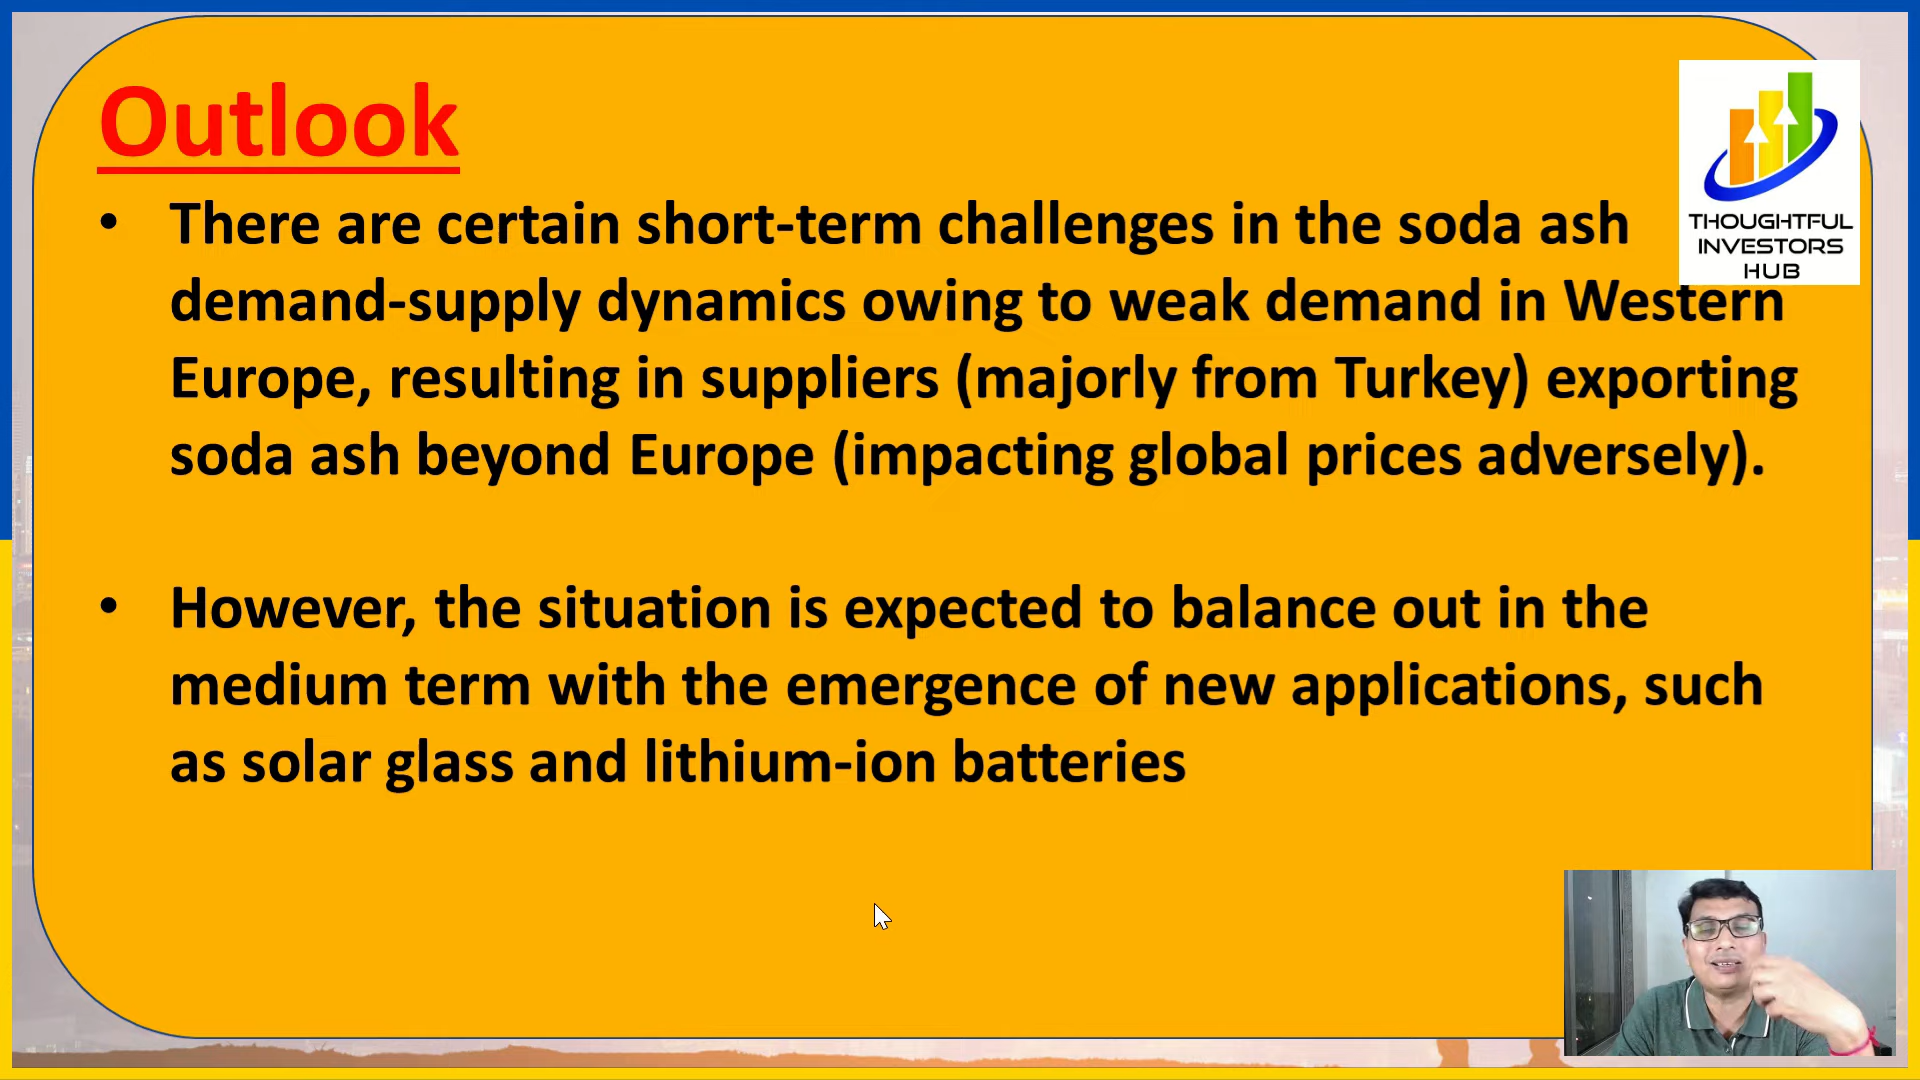 Outlook
THOUGHTFUL
INVESTORS
HUB
• There are certain short-term challenges in the soda ash
demand-supply dynamics owing to weak demand in Western
Europe, resulting in suppliers (majorly from Turkey) exporting
soda ash beyond Europe (impacting global prices adversely).
• However, the situation is expected to balance out in the
medium term with the emergence of new applications, such
as solar glass and lithium-ion batteries